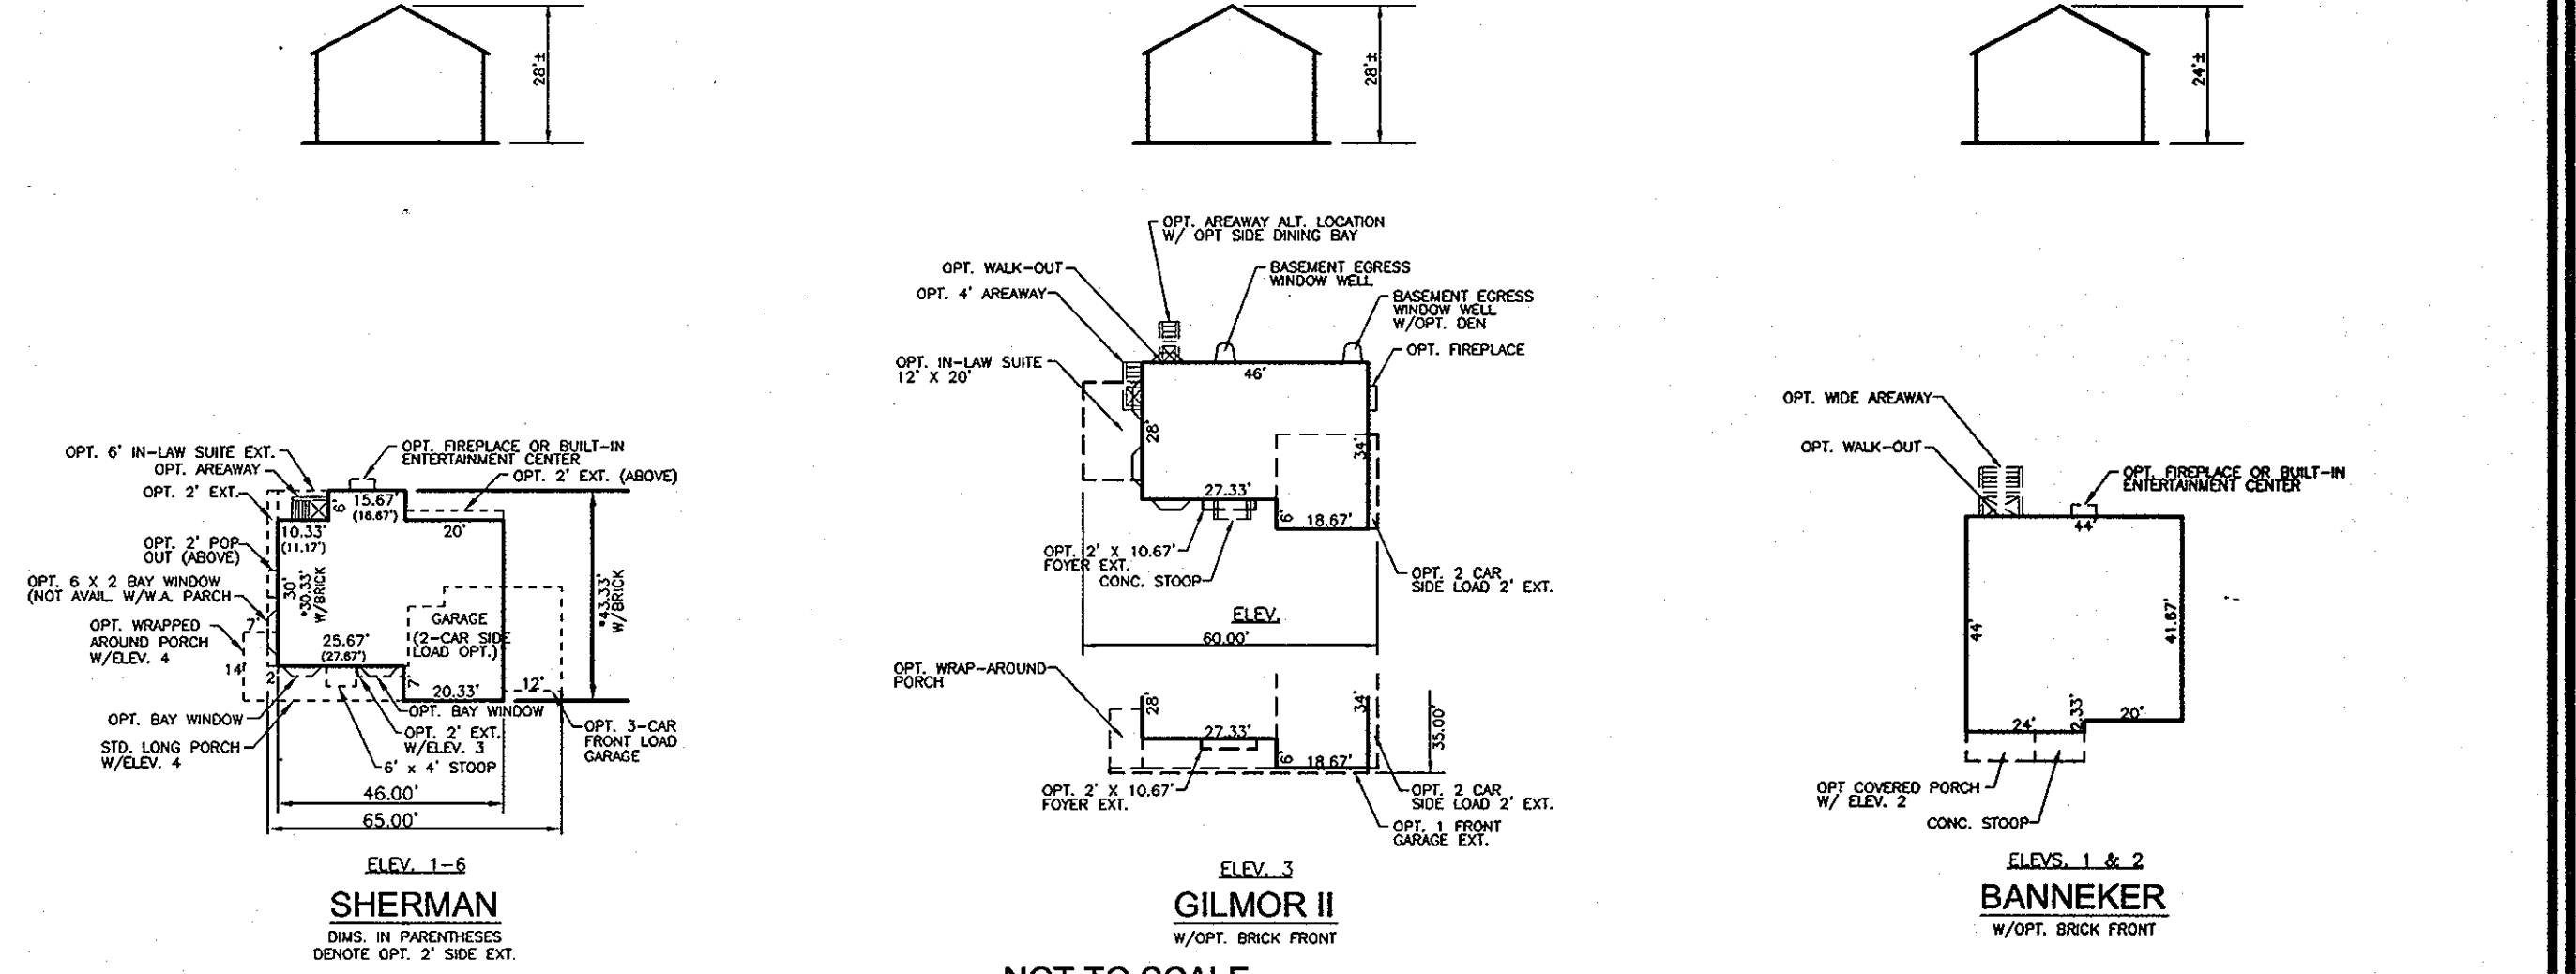 28'±
28'±
24'±
OPT. 6' IN-LAW SUITE EXT.
OPT. AREAWAY
OPT. 2' EXT.
OPT. FIREPLACE OR BUILT-IN
ENTERTAINMENT CENTER
OPT. 2' EXT. (ABOVE)
15.67'
(16.67')
6'
10.33'
(11.17')
20'
OPT. 2' POP
OUT (ABOVE)
OPT. 6 X 2 BAY WINDOW
(NOT AVAIL. W/W.A. PARCH
30'
*30.33'
W/BRICK
*43.33'
W/BRICK
GARAGE
(2-CAR SIDE
LOAD OPT.)
OPT. WRAPPED
AROUND PORCH
W/ELEV. 4
7'
14'
2
25.67'
(27.67')
7'
20.33'
12'
OPT. BAY WINDOW
STD. LONG PORCH
W/ELEV. 4
OPT. BAY WINDOW
OPT. 2' EXT.
W/ELEV. 3
6' x 4' STOOP
OPT. 3-CAR
FRONT LOAD
GARAGE
46.00'
65.00'
ELEV. 1-6
SHERMAN
DIMS. IN PARENTHESES
DENOTE OPT. 2' SIDE EXT.
OPT. AREAWAY ALT. LOCATION
W/ OPT SIDE DINING BAY
OPT. WALK-OUT
OPT. 4' AREAWAY
BASEMENT EGRESS
WINDOW WELL
BASEMENT EGRESS
WINDOW WELL
W/OPT. DEN
OPT. FIREPLACE
OPT. IN-LAW SUITE
12' X 20'
46'
28'
34'
27.33'
6'
18.67'
OPT. 2' X 10.67'
FOYER EXT.
CONC. STOOP
OPT. 2 CAR
SIDE LOAD 2' EXT.
ELEV.
60.00'
OPT. WRAP-AROUND
PORCH
28'
34'
35.00'
27.33'
6'
18.67'
OPT. 2' X 10.67'
FOYER EXT.
OPT. 2 CAR
SIDE LOAD 2' EXT.
OPT. 1 FRONT
GARAGE EXT.
ELEV. 3
GILMOR II
W/OPT. BRICK FRONT
NOT TO SCALE
OPT. WIDE AREAWAY
OPT. WALK-OUT
OPT. FIREPLACE OR BUILT-IN
ENTERTAINMENT CENTER
44'
44'
41.67'
24'
2.33'
20'
OPT COVERED PORCH
W/ ELEV. 2
CONC. STOOP
ELEVS. 1 & 2
BANNEKER
W/OPT. BRICK FRONT